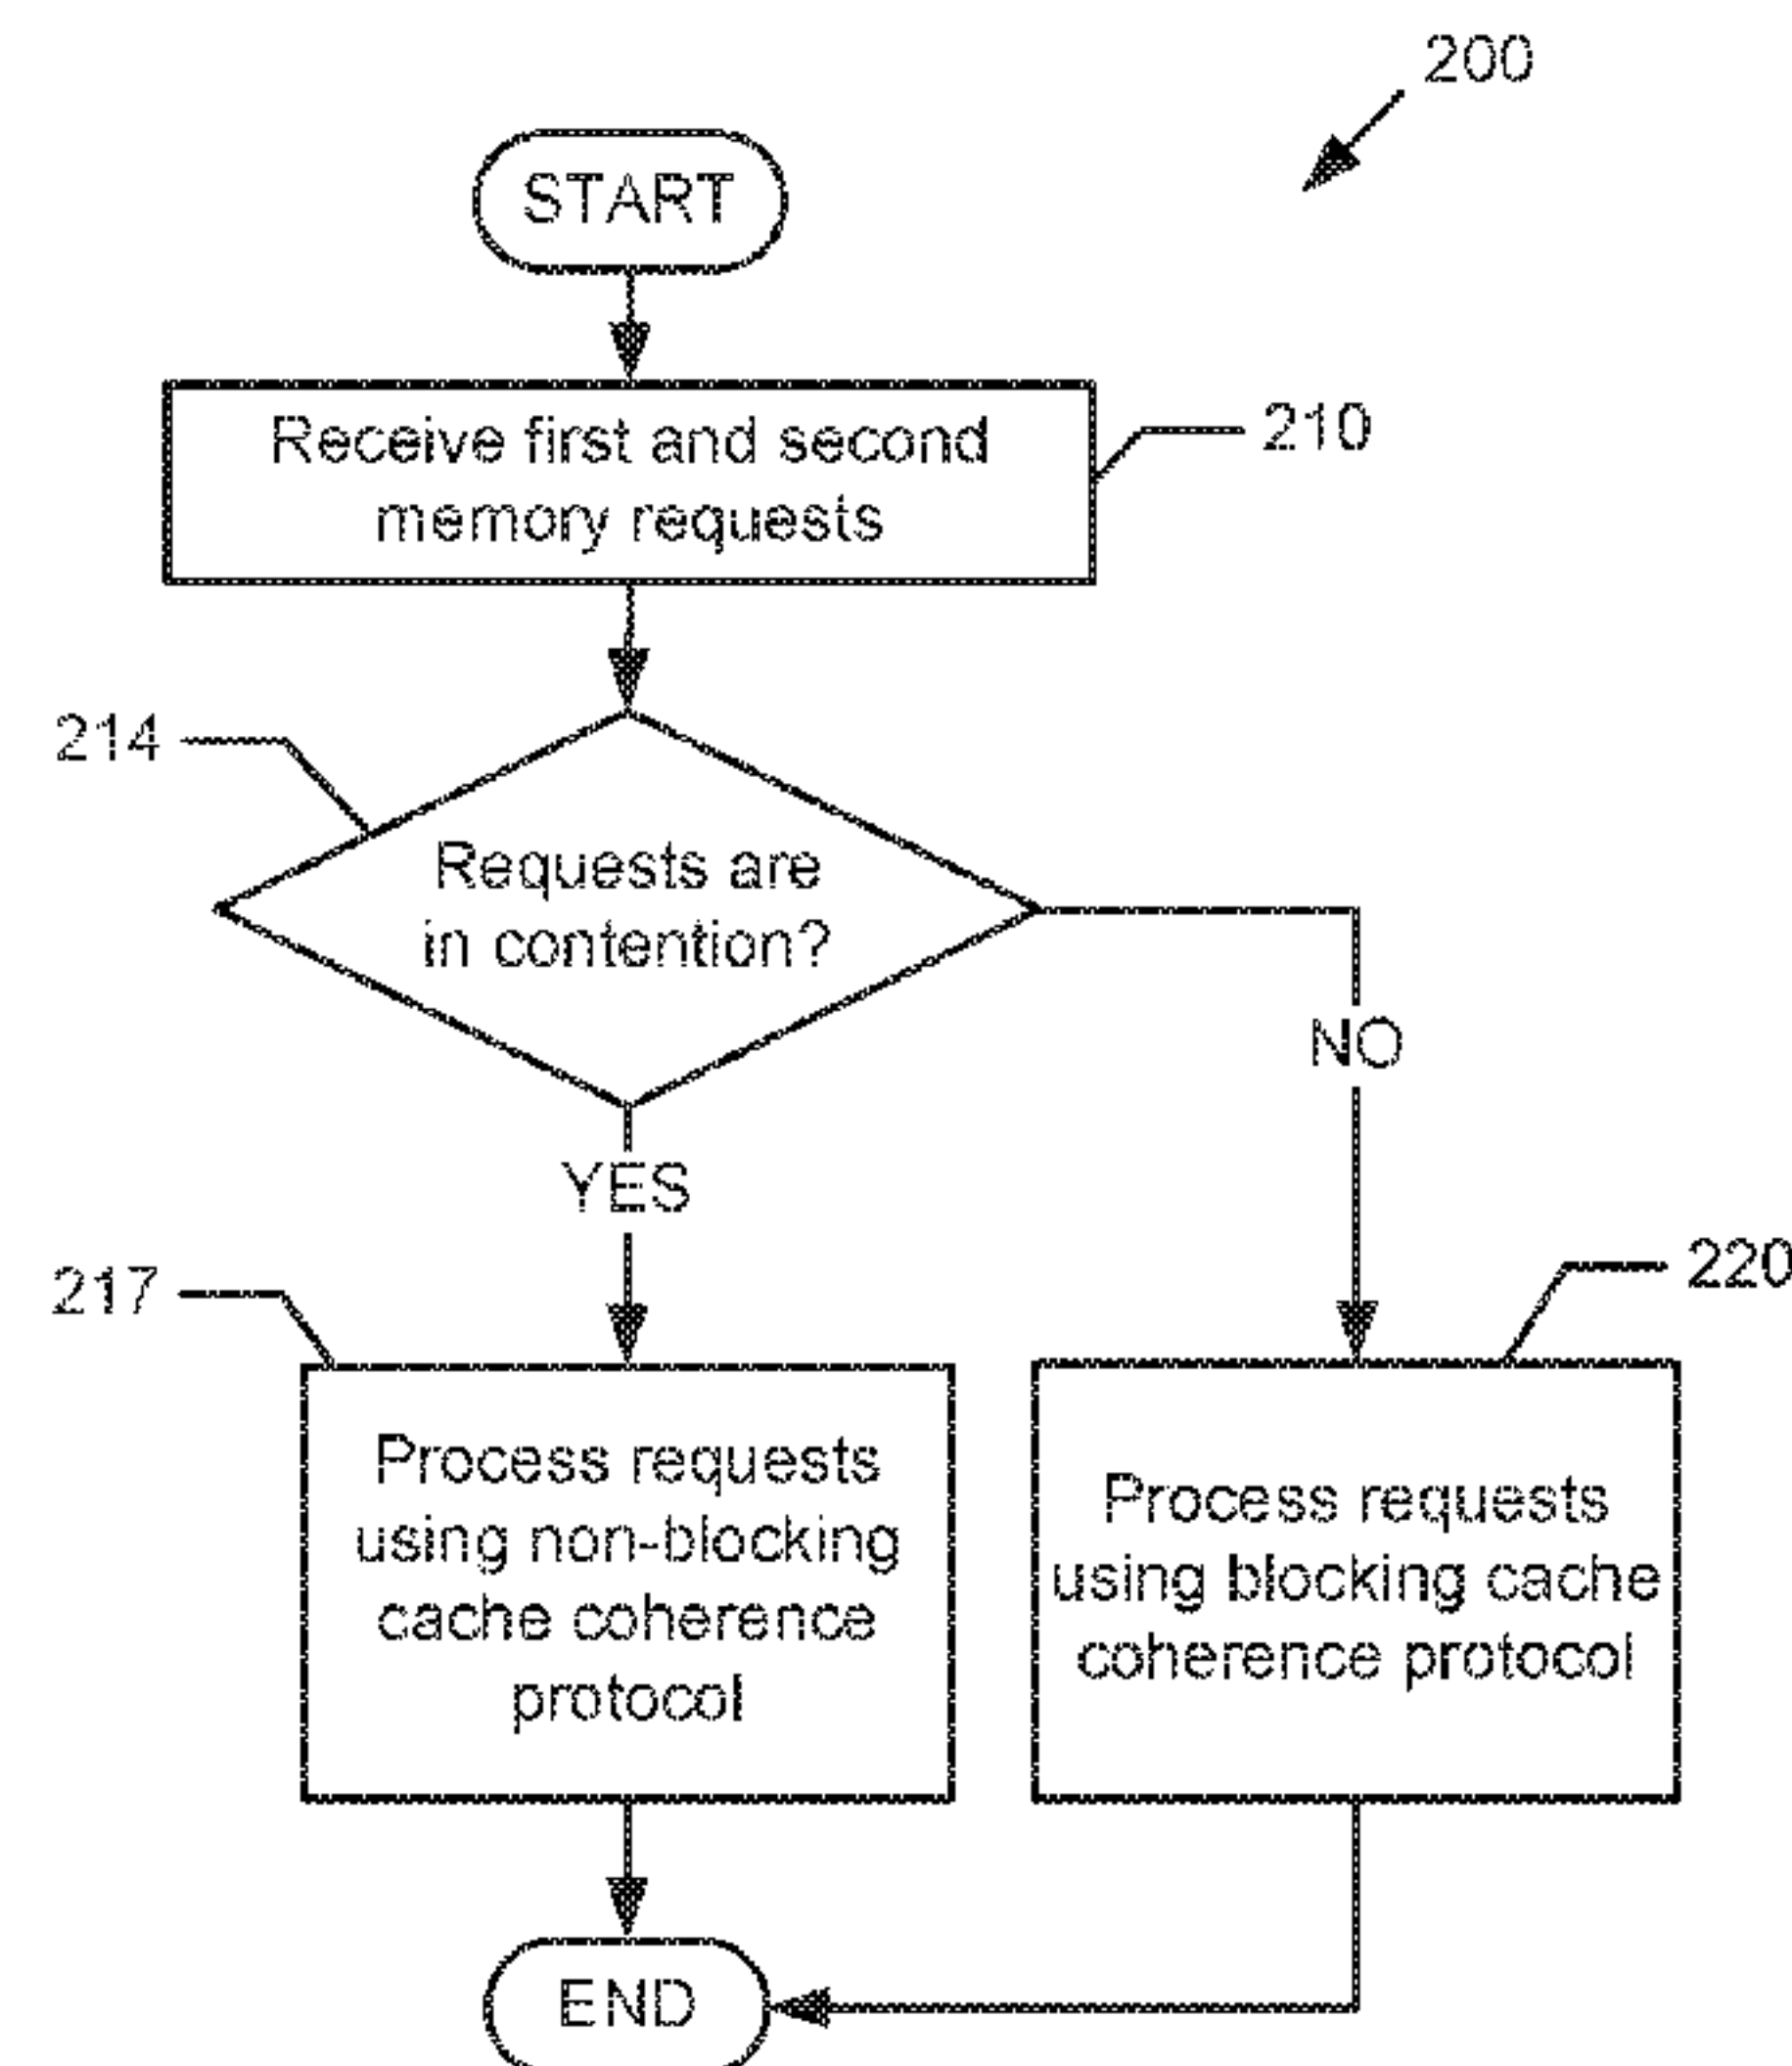 200
START
Receive first and second
memory requests
210
214
Requests are
in contention?
NO
YES
217
220
Process requests
using non-blocking
cache coherence
protocol
Process requests
using blocking cache
coherence protocol
END